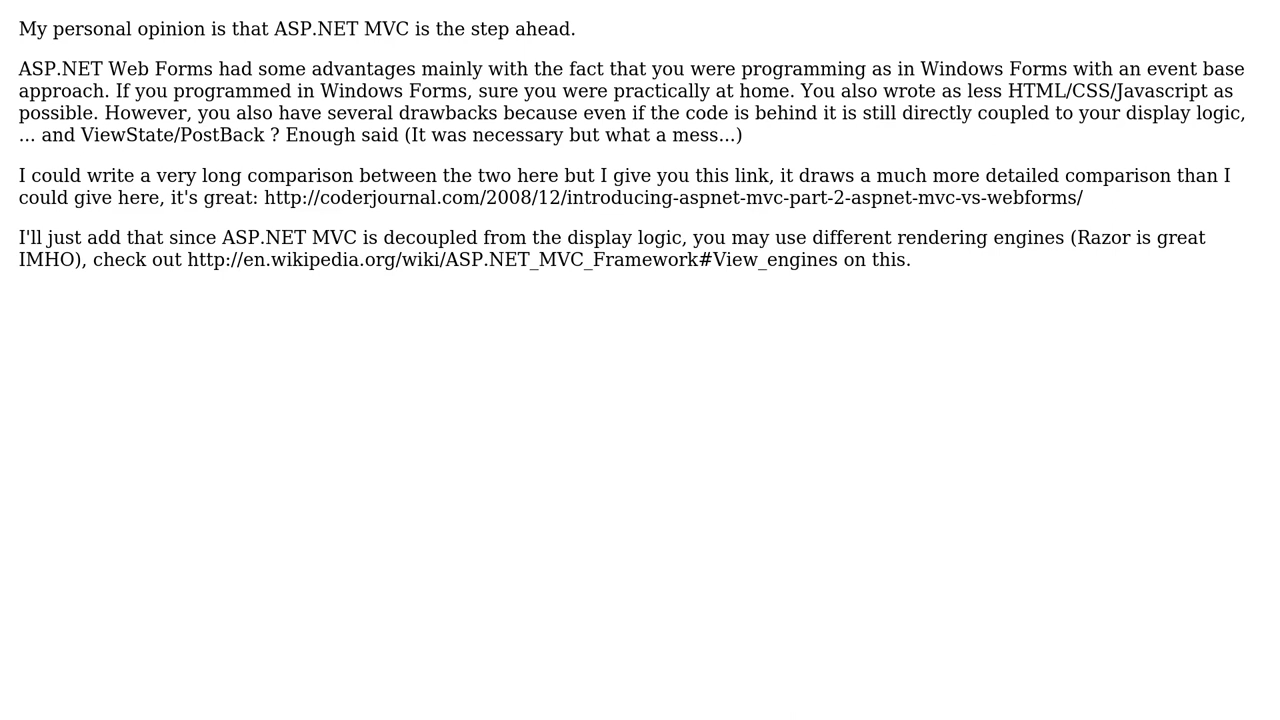 My personal opinion is that ASP.NET MVC is the step ahead.
ASP.NET Web Forms had some advantages mainly with the fact that you were programming as in Windows Forms with an event base
approach. If you programmed in Windows Forms, sure you were practically at home. You also wrote as less HTML/CSS/Javascript as
possible. However, you also have several drawbacks because even if the code is behind it is still directly coupled to your display logic,
... and ViewState/PostBack ? Enough said (It was necessary but what a mess...)
I could write a very long comparison between the two here but I give you this link, it draws a much more detailed comparison than I
could give here, it's great: http://coderjournal.com/2008/12/introducing-aspnet-mvc-part-2-aspnet-mvc-vs-webforms/
I'll just add that since ASP.NET MVC is decoupled from the display logic, you may use different rendering engines (Razor is great
IMHO), check out http://en.wikipedia.org/wiki/ASP.NET_MVC_Framework#View_engines on this.